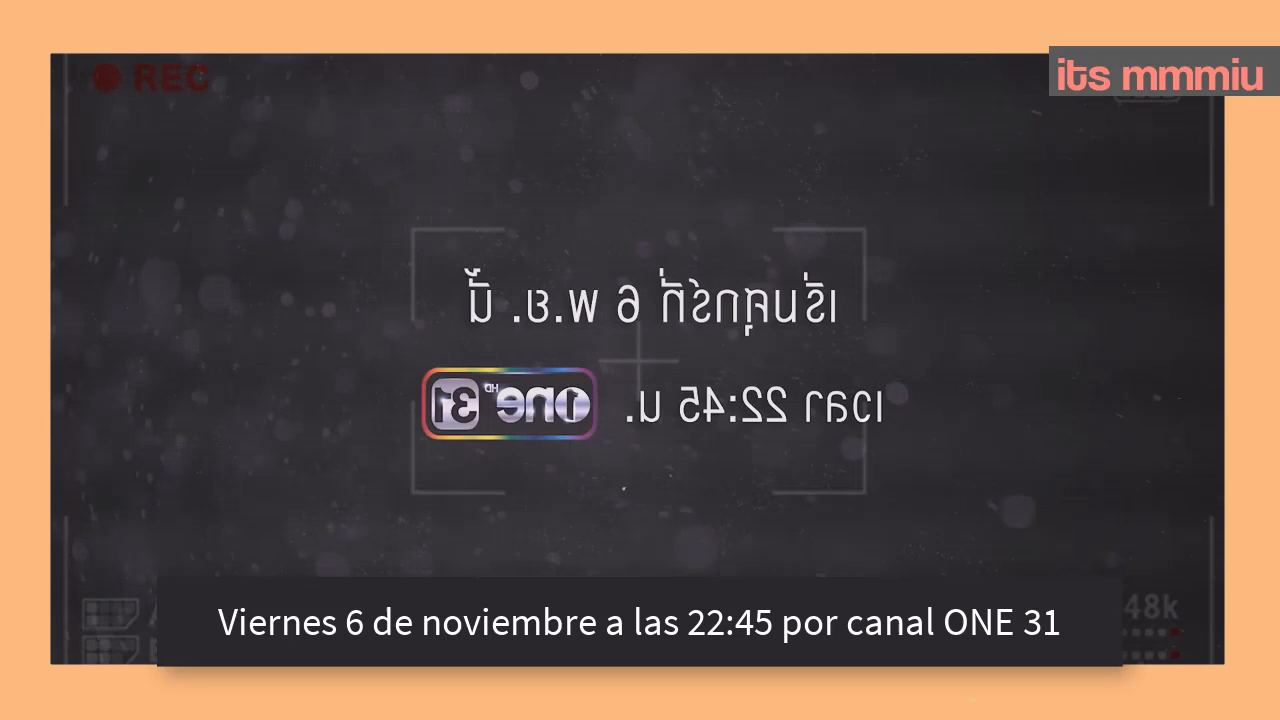 REC
its mmmiu
เริ่มศุกร์ที่ 6 พ.ย. นี้
เวลา 22:45 น. one HD 31
48k
Viernes 6 de noviembre a las 22:45 por canal ONE 31